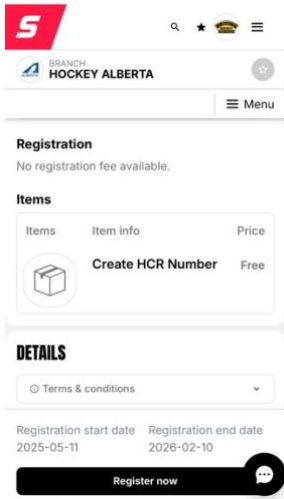 S
BRANCH
HOCKEY ALBERTA
Menu
Registration
No registration fee available.
Items
Items Item info Price
Create HCR Number Free
DETAILS
Terms & conditions
Registration start date Registration end date
2025-05-11 2026-02-10
Register now